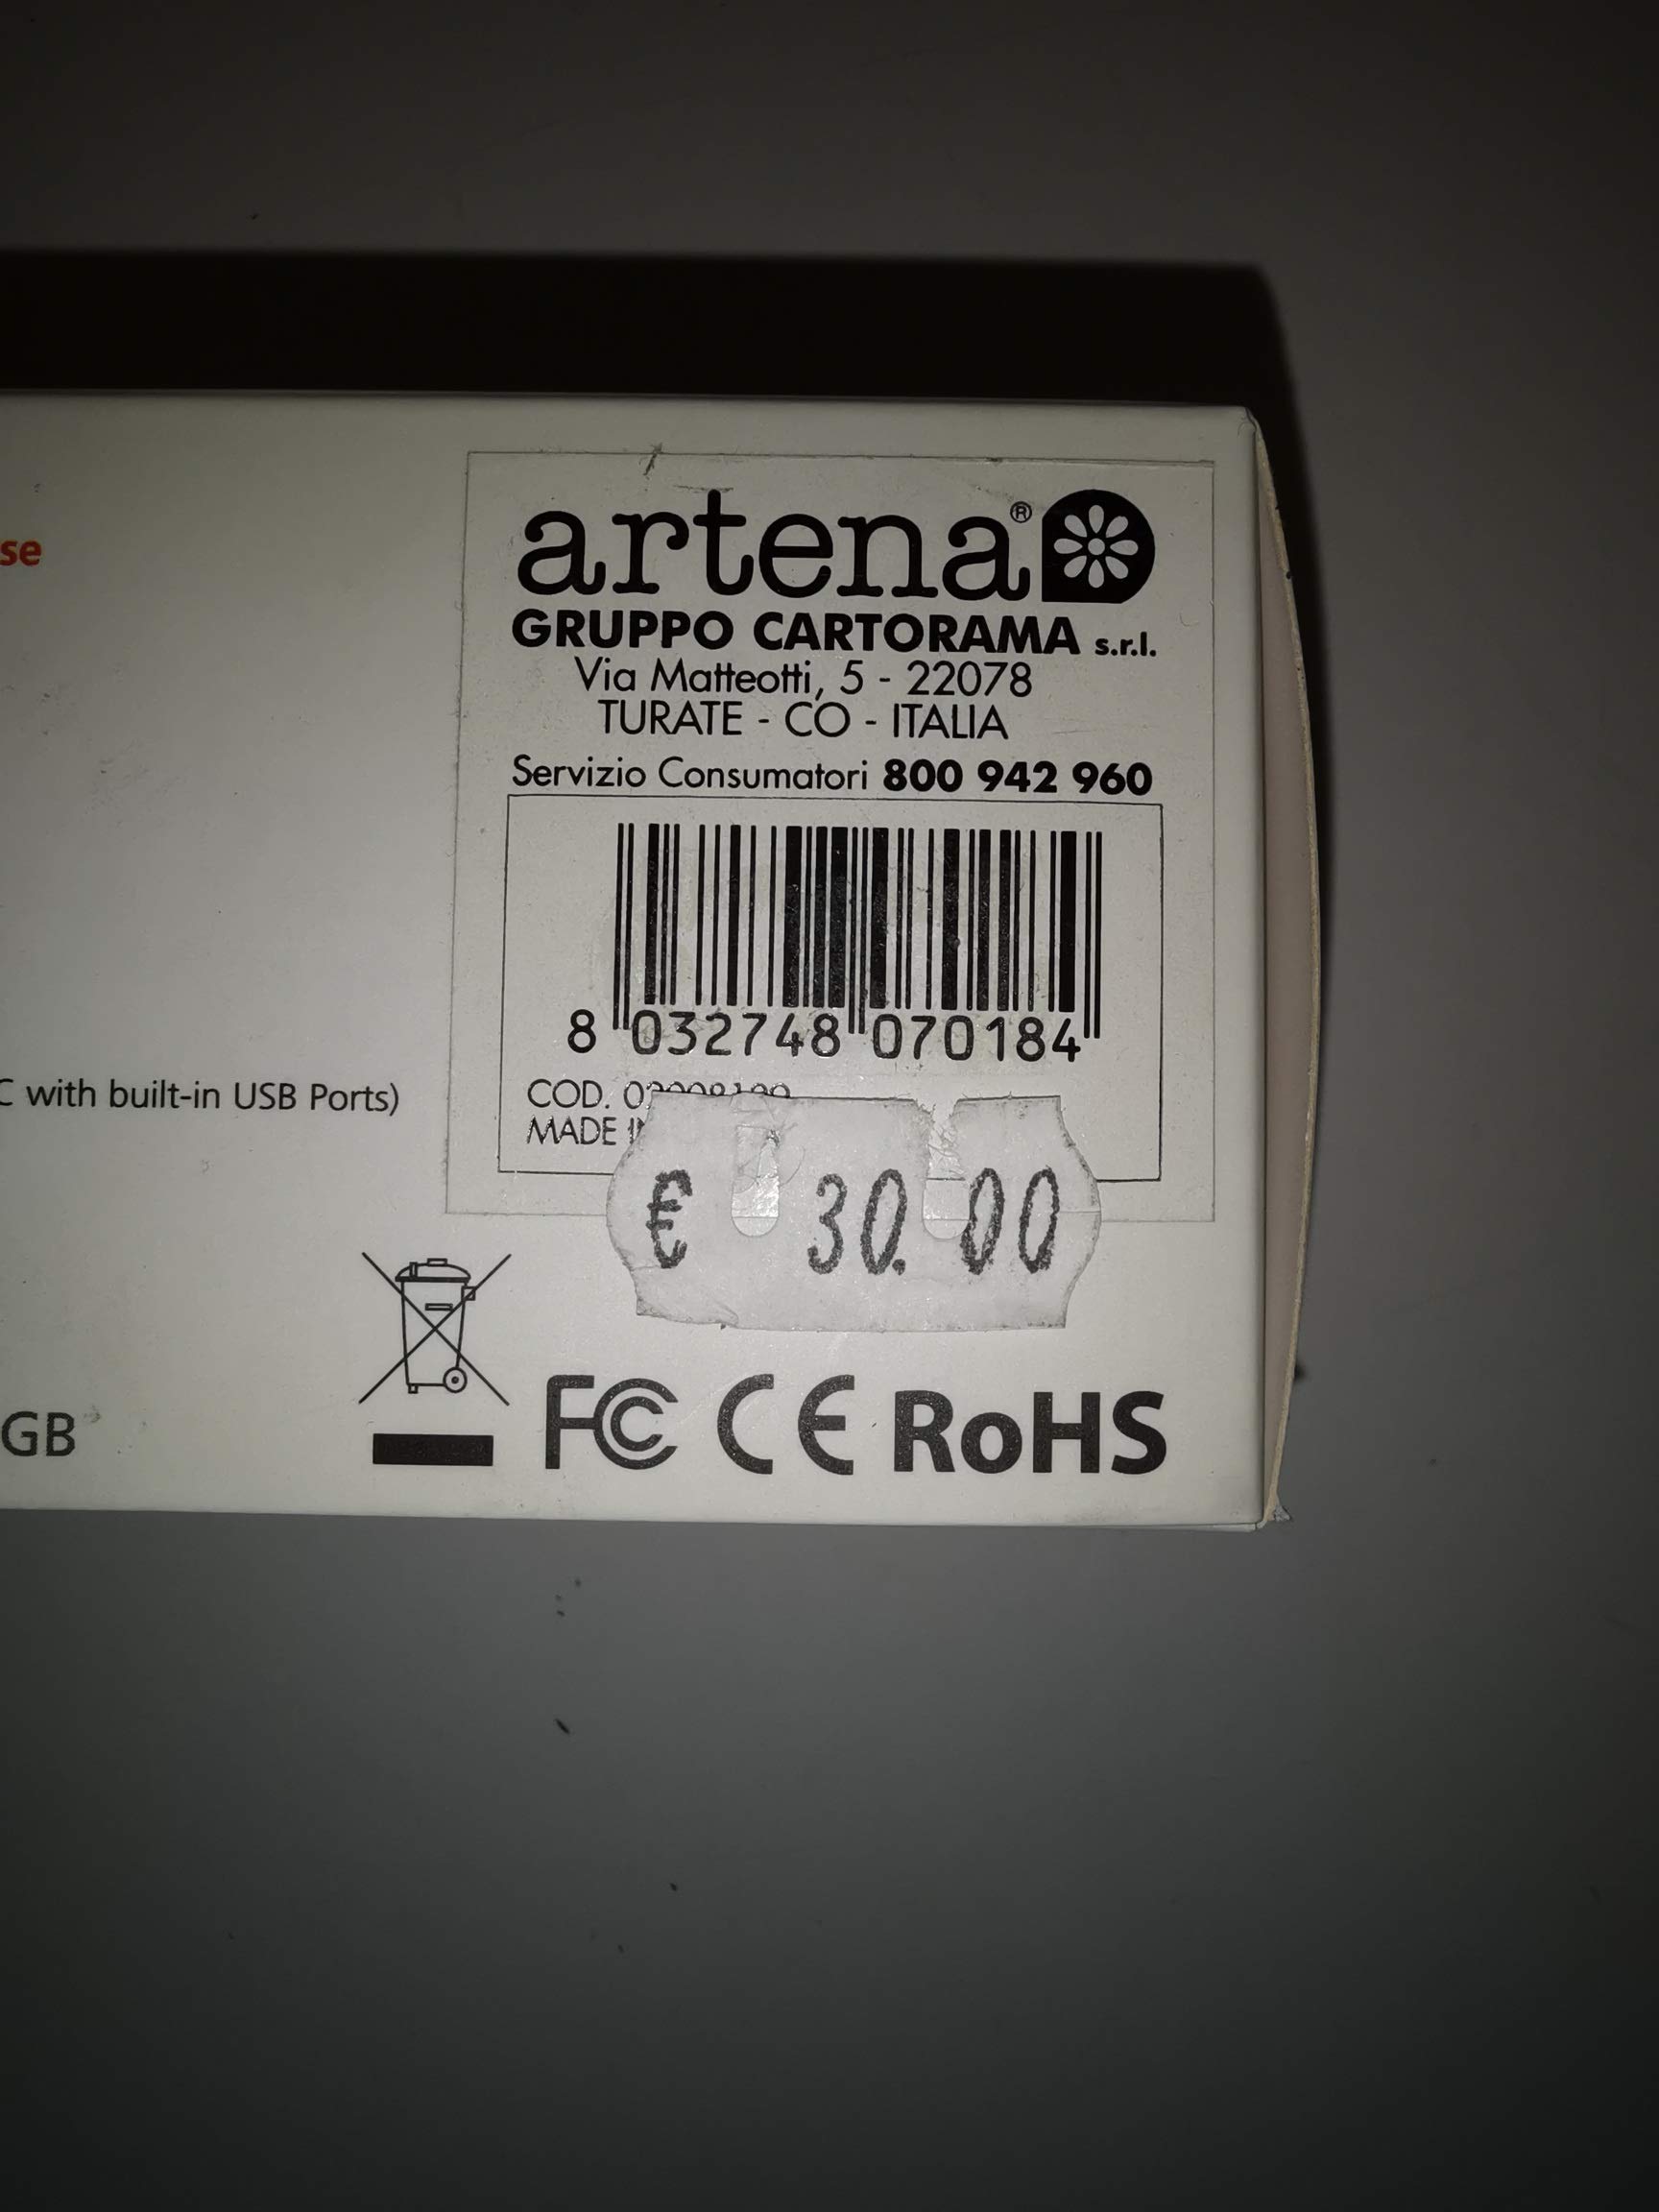 artena®
GRUPPO CARTORAMA s.r.l.
Via Matteotti, 5 - 22078
TURATE - CO - ITALIA
Servizio Consumatori 800 942 960
8 032748 070184
COD.
MADE
€ 30.00
FC CE RoHS
se
C with built-in USB Ports)
GB